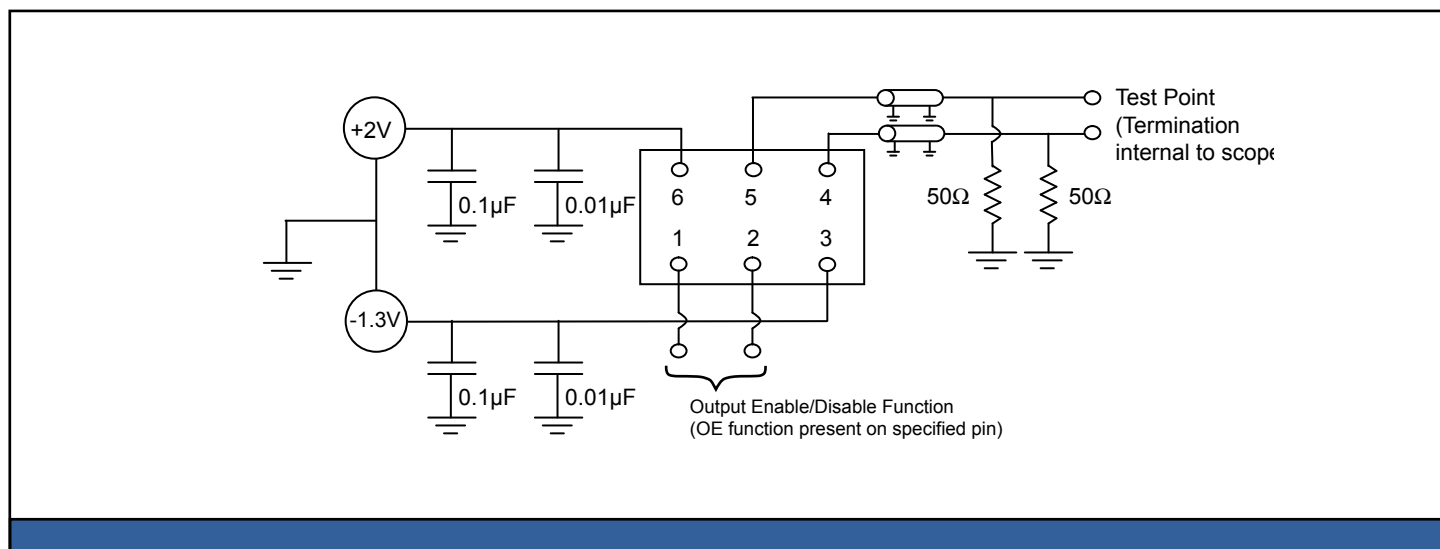 +2V
0.1µF
0.01µF
-1.3V
0.1µF
0.01µF
6 5 4
1 2 3
Test Point
(Termination
internal to scope
50Ω
50Ω
Output Enable/Disable Function
(OE function present on specified pin)